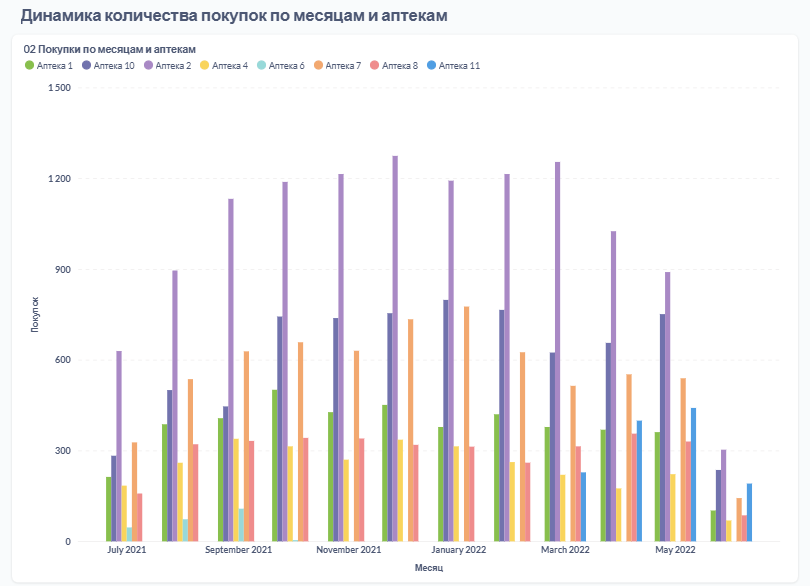 Динамика количества покупок по месяцам и аптекам
02 Покупки по месяцам и аптекам
Аптека 1 Аптека 10 Аптека 2 Аптека 4 Аптека 6 Аптека 7 Аптека 8 Аптека 11
1 500
1 200
900
600
300
0
Покупок
July 2021 September 2021 November 2021 January 2022 March 2022 May 2022
Месяц